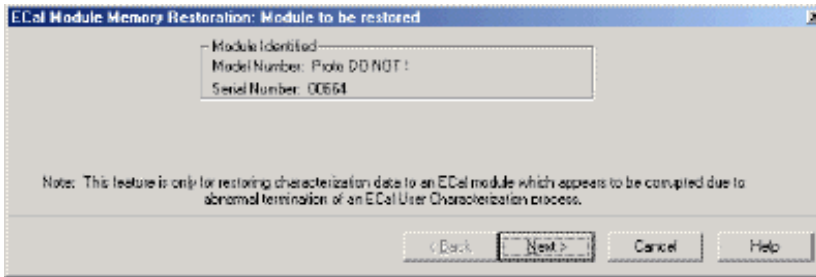 ECal Module Memory Restoration: Module to be restored
Module Identified
Model Number: Proto DO NOT !
Serial Number: 00664
Note: This feature is only for restoring characterization data to an ECal module which appears to be corrupted due to
abnormal termination of an ECal User Characterization process.
< Back
Next >
Cancel
Help